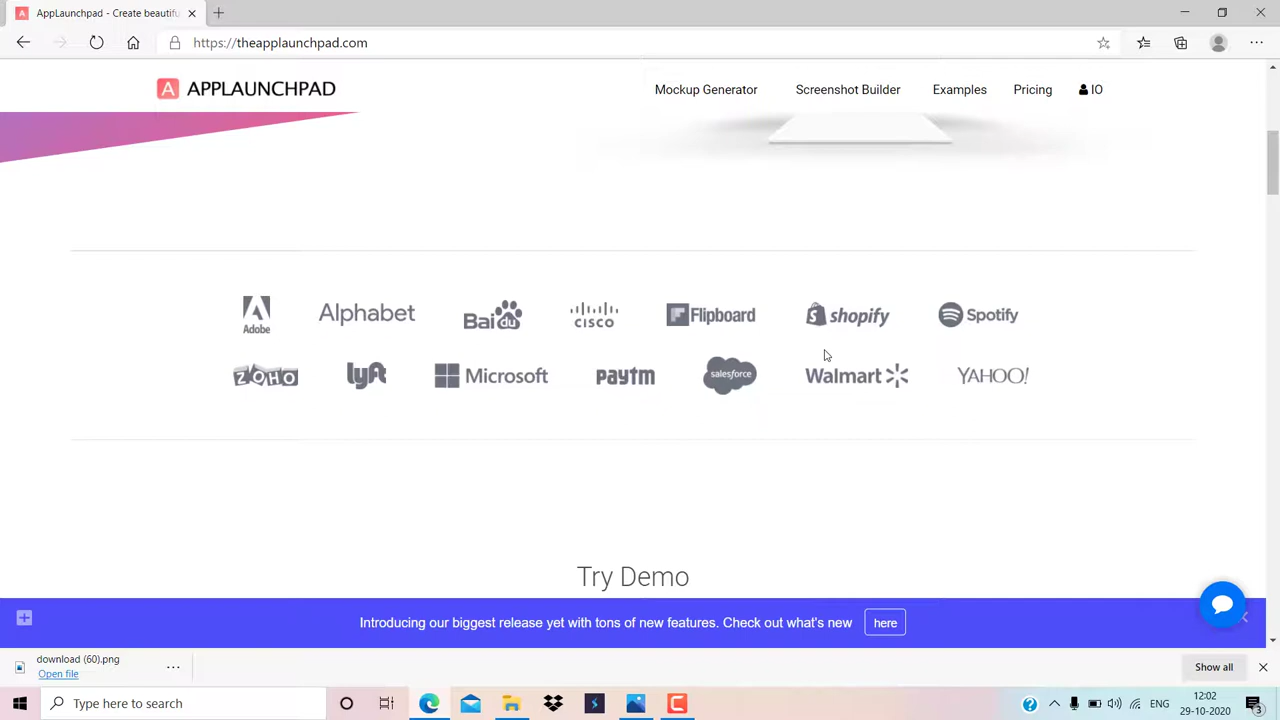 AppLaunchpad - Create beautifu
https://theapplaunchpad.com
A APPLAUNCHPAD
Mockup Generator Screenshot Builder Examples Pricing IO
Adobe Alphabet Baidu CISCO Flipboard shopify Spotify
ZOHO lyft Microsoft paytm salesforce Walmart YAHOO!
Try Demo
Introducing our biggest release yet with tons of new features. Check out what's new here
download (60).png
Open file
Show all
Type here to search
ENG
12:02
29-10-2020
3